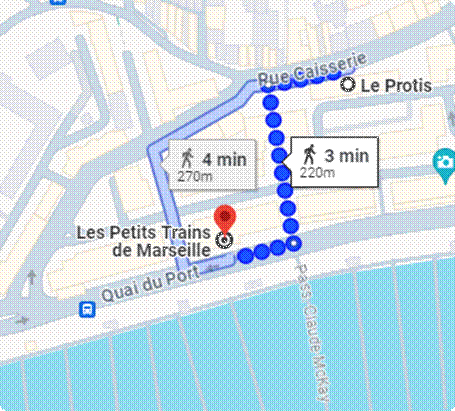 Rue Caisserie
Le Protis
4 min
270m
3 min
220m
Les Petits Trains
de Marseille
Quai du Port
Pass. Claude McKay